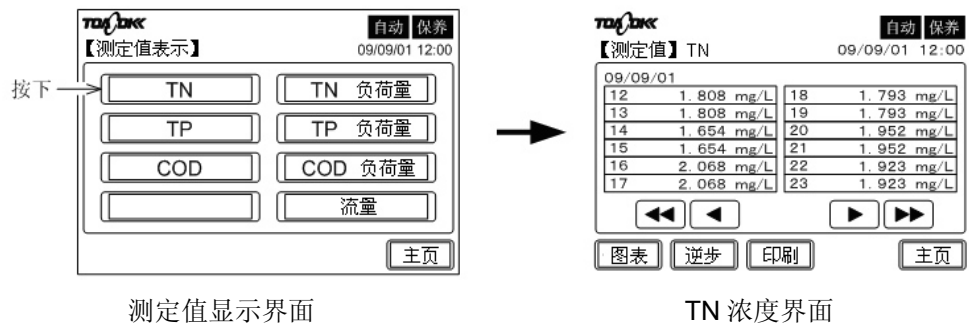 TOADKK 自动 保养
【测定值表示】 09/09/01 12:00
按下
TN TN 负荷量
TP TP 负荷量
COD COD 负荷量
流量
主页
测定值显示界面
TOADKK 自动 保养
【测定值】TN 09/09/01 12:00
09/09/01
12 1.808 mg/L 18 1.793 mg/L
13 1.808 mg/L 19 1.793 mg/L
14 1.654 mg/L 20 1.952 mg/L
15 1.654 mg/L 21 1.952 mg/L
16 2.068 mg/L 22 1.923 mg/L
17 2.068 mg/L 23 1.923 mg/L
图表 逆步 印刷 主页
TN 浓度界面